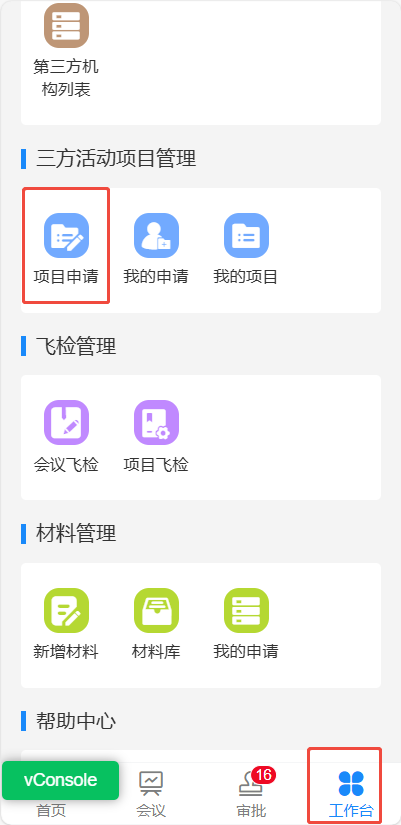 第三方机
构列表
三方活动项目管理
项目申请 我的申请 我的项目
飞检管理
会议飞检 项目飞检
材料管理
新增材料 材料库 我的申请
帮助中心
vConsole
16
首页 会议 审批 工作台